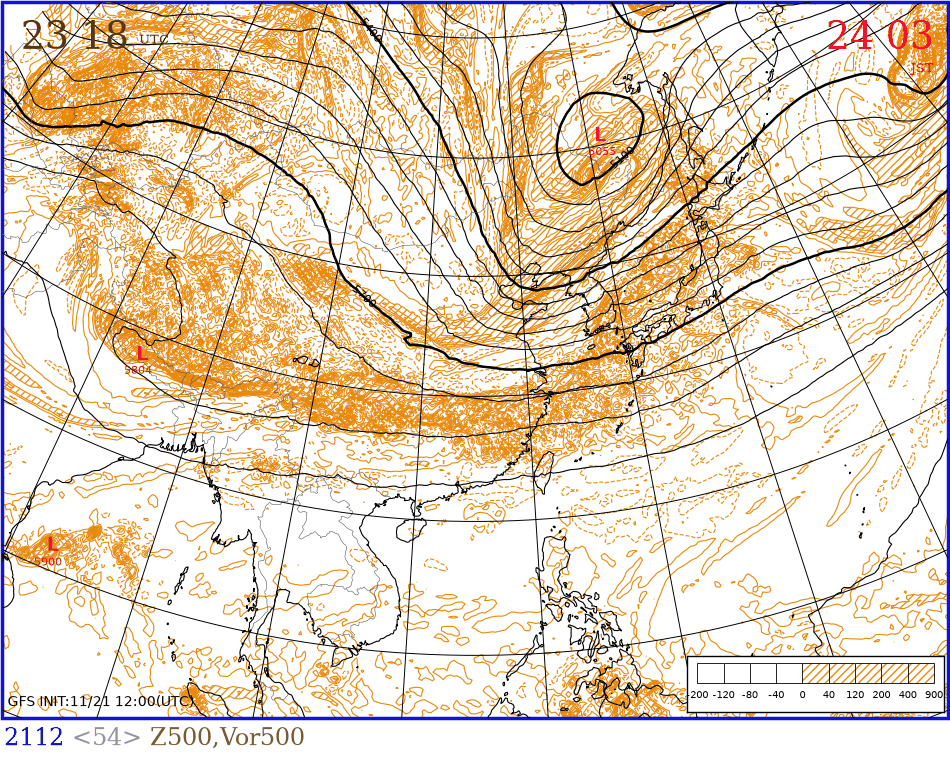 23 18 UTC
24 03
JST
L
5055
L
5804
L
5900
GFS INIT:11/21 12:00(UTC)
-200 -120 -80 -40 0 40 120 200 400 900
2112 <54> Z500,Vor500